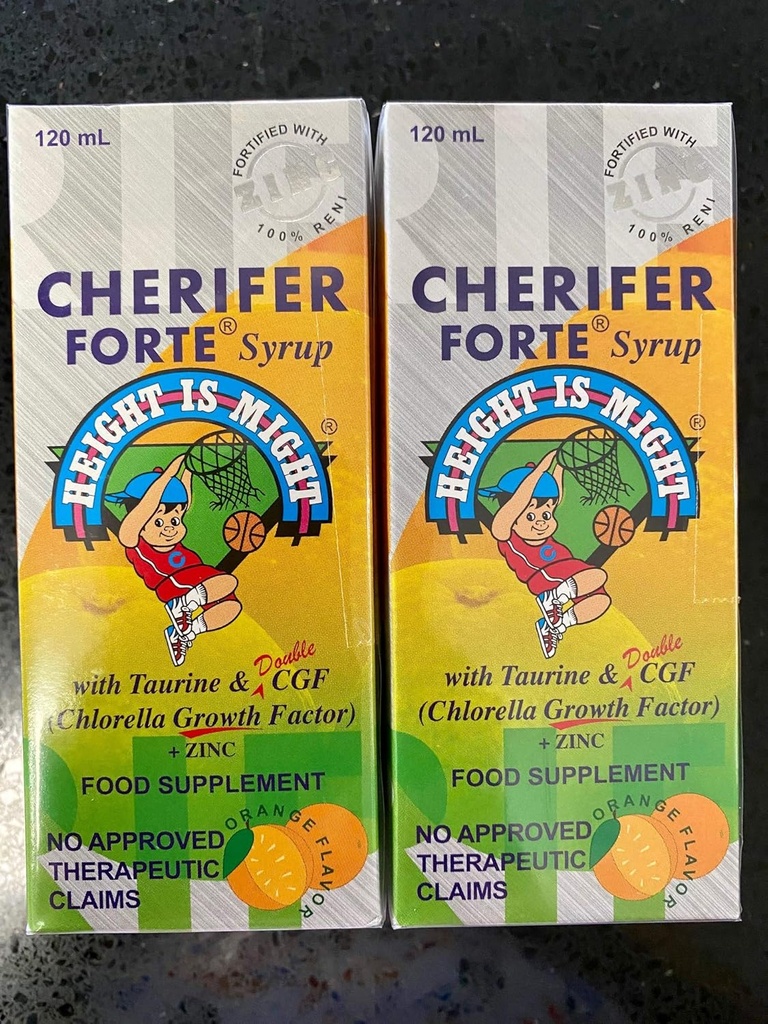 120 mL
FORTIFIED WITH
ZINC
100% RENI
CHERIFER
FORTE® Syrup
HEIGHT IS MIGHT
®
C
with Taurine & Double CGF
(Chlorella Growth Factor)
+ ZINC
FOOD SUPPLEMENT
ORANGE FLAVOR
NO APPROVED
THERAPEUTIC
CLAIMS
120 mL
FORTIFIED WITH
ZINC
100% RENI
CHERIFER
FORTE® Syrup
HEIGHT IS MIGHT
®
C
with Taurine & Double CGF
(Chlorella Growth Factor)
+ ZINC
FOOD SUPPLEMENT
ORANGE FLAVOR
NO APPROVED
THERAPEUTIC
CLAIMS